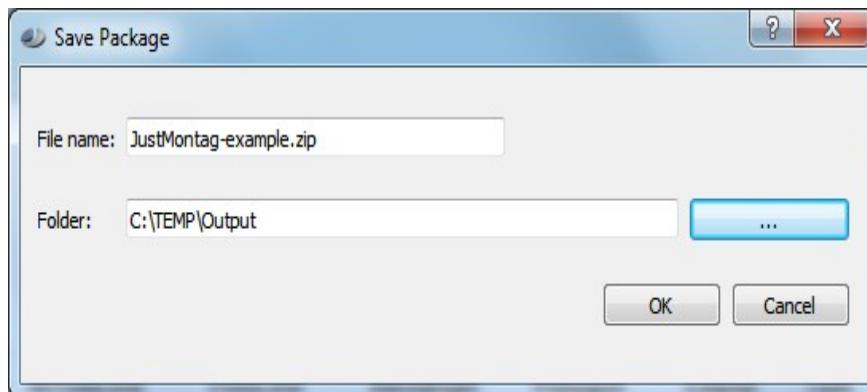 Save Package
? X
File name: JustMontag-example.zip
Folder: C:\TEMP\Output ...
OK Cancel